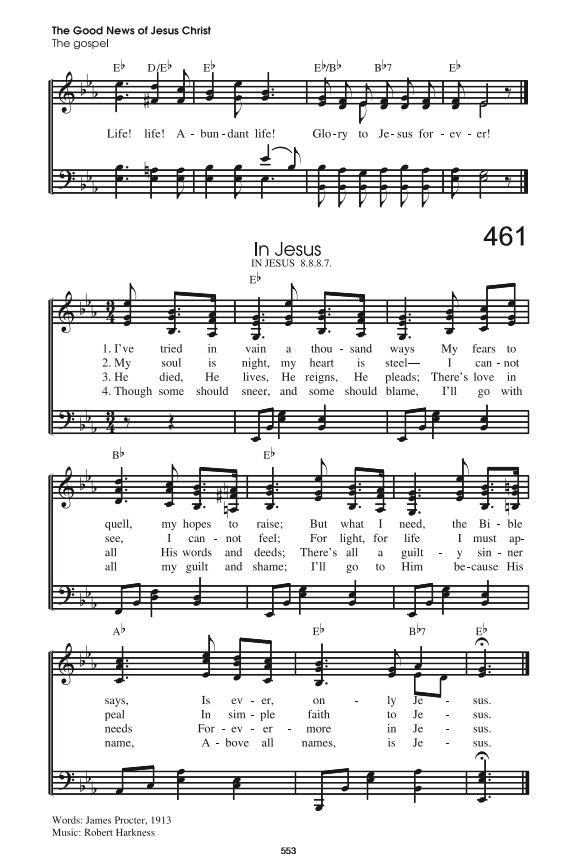 The Good News of Jesus Christ
The gospel
E♭ D/E♭ E♭ E♭/B♭ B♭7 E♭
Life! life! A - bun - dant life! Glo - ry to Je - sus for - ev - er!
461
In Jesus
IN JESUS 8.8.8.7.
E♭
1. I've tried in vain a thou - sand ways My fears to
2. My soul is night, my heart is steel— I can - not
3. He died, He lives, He reigns, He pleads; There's love in
4. Though some should sneer, and some should blame, I'll go with
B♭ E♭
quell, my hopes to raise; But what I need, the Bi - ble
see, I can - not feel; For light, for life I must ap-
all His words and deeds; There's all a guilt - y sin - ner
all my guilt and shame; I'll go to Him be - cause His
A♭ E♭ B♭7 E♭
says, Is ev - er, on - ly Je - sus.
peal In sim - ple faith to Je - sus.
needs For - ev - er - more in Je - sus.
name, A - bove all names, is Je - sus.
Words: James Procter, 1913
Music: Robert Harkness
553